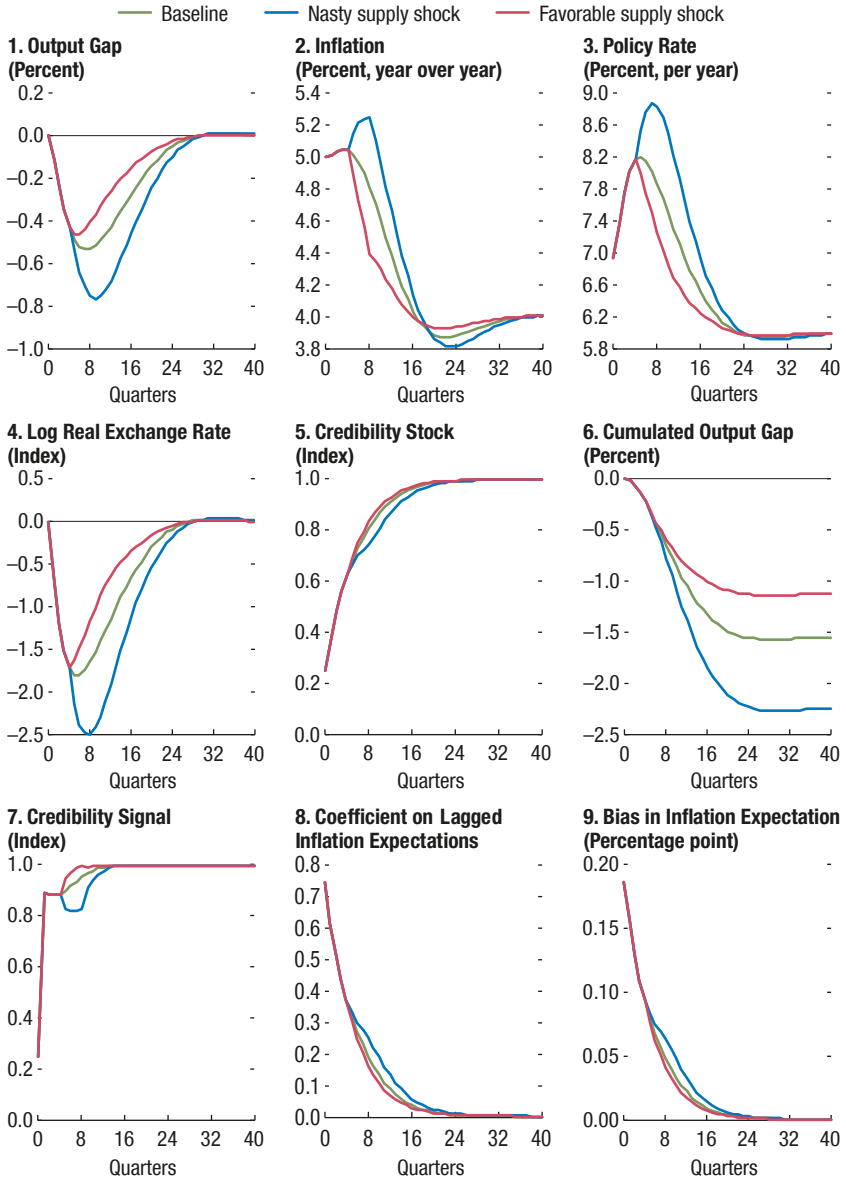 Baseline Nasty supply shock Favorable supply shock
1. Output Gap
(Percent)
0.2
0.0
–0.2
–0.4
–0.6
–0.8
–1.0
0 8 16 24 32 40
Quarters
2. Inflation
(Percent, year over year)
5.4
5.2
5.0
4.8
4.6
4.4
4.2
4.0
3.8
0 8 16 24 32 40
Quarters
3. Policy Rate
(Percent, per year)
9.0
8.6
8.2
7.8
7.4
7.0
6.6
6.2
5.8
0 8 16 24 32 40
Quarters
4. Log Real Exchange Rate
(Index)
0.5
0.0
–0.5
–1.0
–1.5
–2.0
–2.5
0 8 16 24 32 40
Quarters
5. Credibility Stock
(Index)
1.0
0.8
0.6
0.4
0.2
0.0
0 8 16 24 32 40
Quarters
6. Cumulated Output Gap
(Percent)
0.0
–0.5
–1.0
–1.5
–2.0
–2.5
0 8 16 24 32 40
Quarters
7. Credibility Signal
(Index)
1.0
0.8
0.6
0.4
0.2
0.0
0 8 16 24 32 40
Quarters
8. Coefficient on Lagged
Inflation Expectations
0.8
0.7
0.6
0.5
0.4
0.3
0.2
0.1
0.0
0 8 16 24 32 40
Quarters
9. Bias in Inflation Expectation
(Percentage point)
0.20
0.15
0.10
0.05
0.00
0 8 16 24 32 40
Quarters